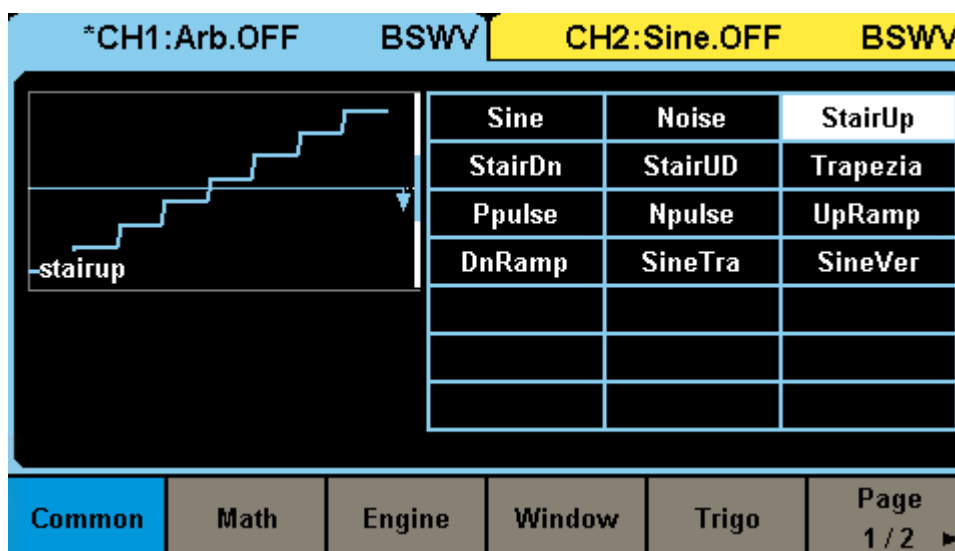 *CH1:Arb.OFF BSWV CH2:Sine.OFF BSWV
Sine Noise StairUp
StairDn StairUD Trapezia
Ppulse Npulse UpRamp
stairup
DnRamp SineTra SineVer
Common Math Engine Window Trigo Page
1 / 2